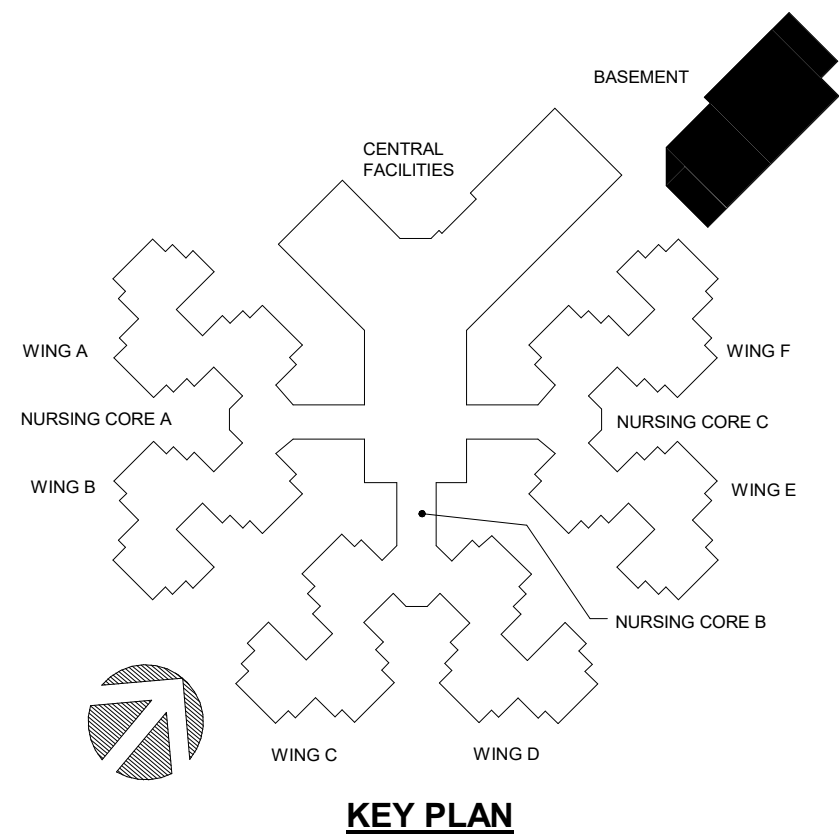 BASEMENT
CENTRAL
FACILITIES
WING A
WING F
NURSING CORE A
NURSING CORE C
WING B
WING E
NURSING CORE B
WING C
WING D
KEY PLAN